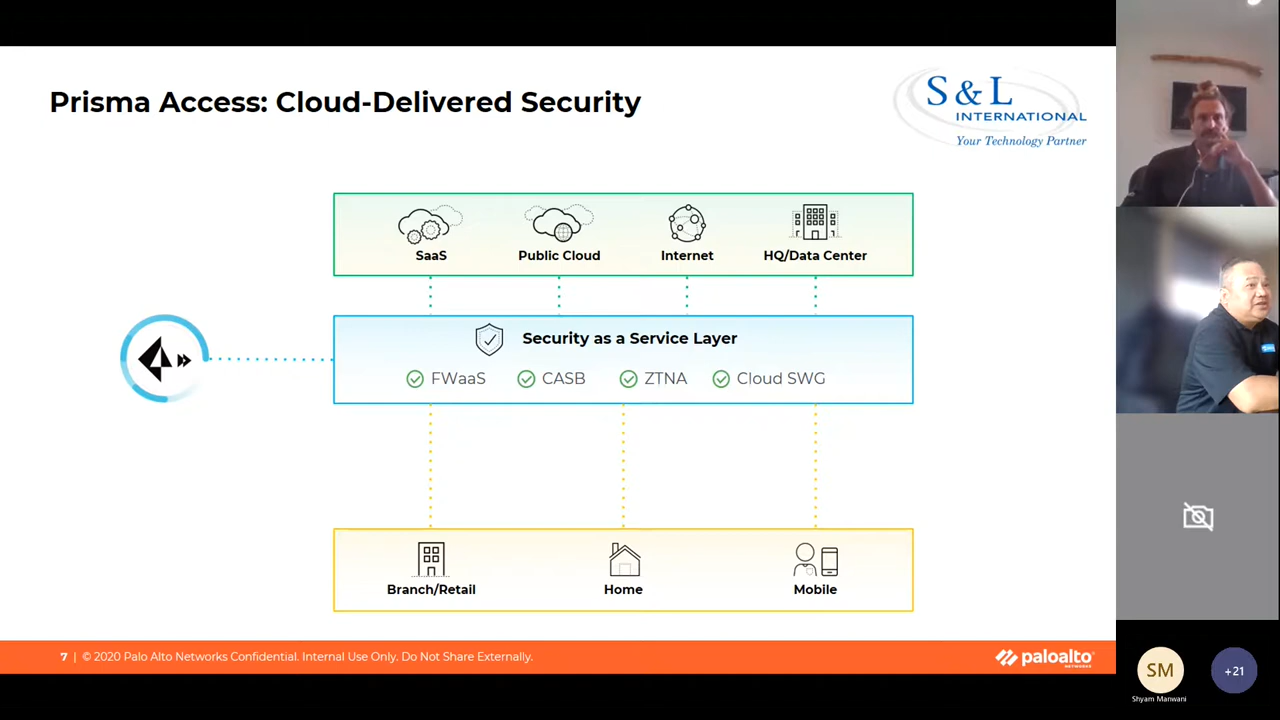 Prisma Access: Cloud-Delivered Security
S & L
INTERNATIONAL
Your Technology Partner
SaaS
Public Cloud
Internet
HQ/Data Center
Security as a Service Layer
FWaaS
CASB
ZTNA
Cloud SWG
Branch/Retail
Home
Mobile
7 | © 2020 Palo Alto Networks Confidential. Internal Use Only. Do Not Share Externally.
paloalto
NETWORKS
SM
Shyam Manwani
+21